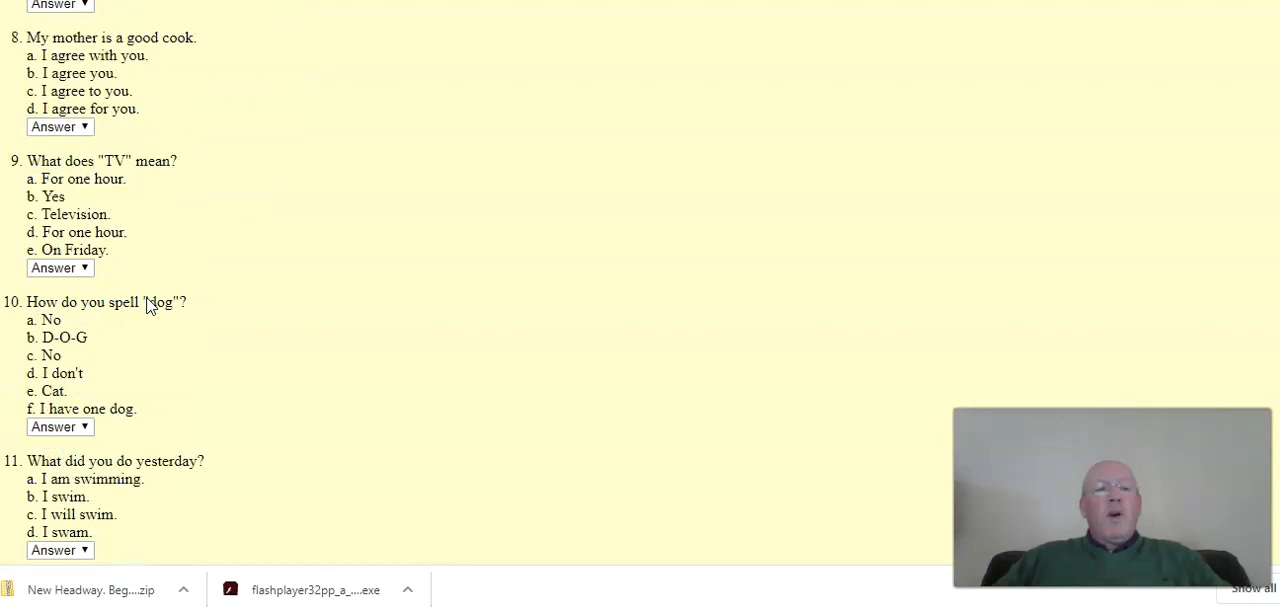 Answer
8. My mother is a good cook.
a. I agree with you.
b. I agree you.
c. I agree to you.
d. I agree for you.
Answer
9. What does "TV" mean?
a. For one hour.
b. Yes
c. Television.
d. For one hour.
e. On Friday.
Answer
10. How do you spell "dog"?
a. No
b. D-O-G
c. No
d. I don't
e. Cat.
f. I have one dog.
Answer
11. What did you do yesterday?
a. I am swimming.
b. I swim.
c. I will swim.
d. I swam.
Answer
New Headway. Beg....zip
flashplayer32pp_a_....exe
Show all